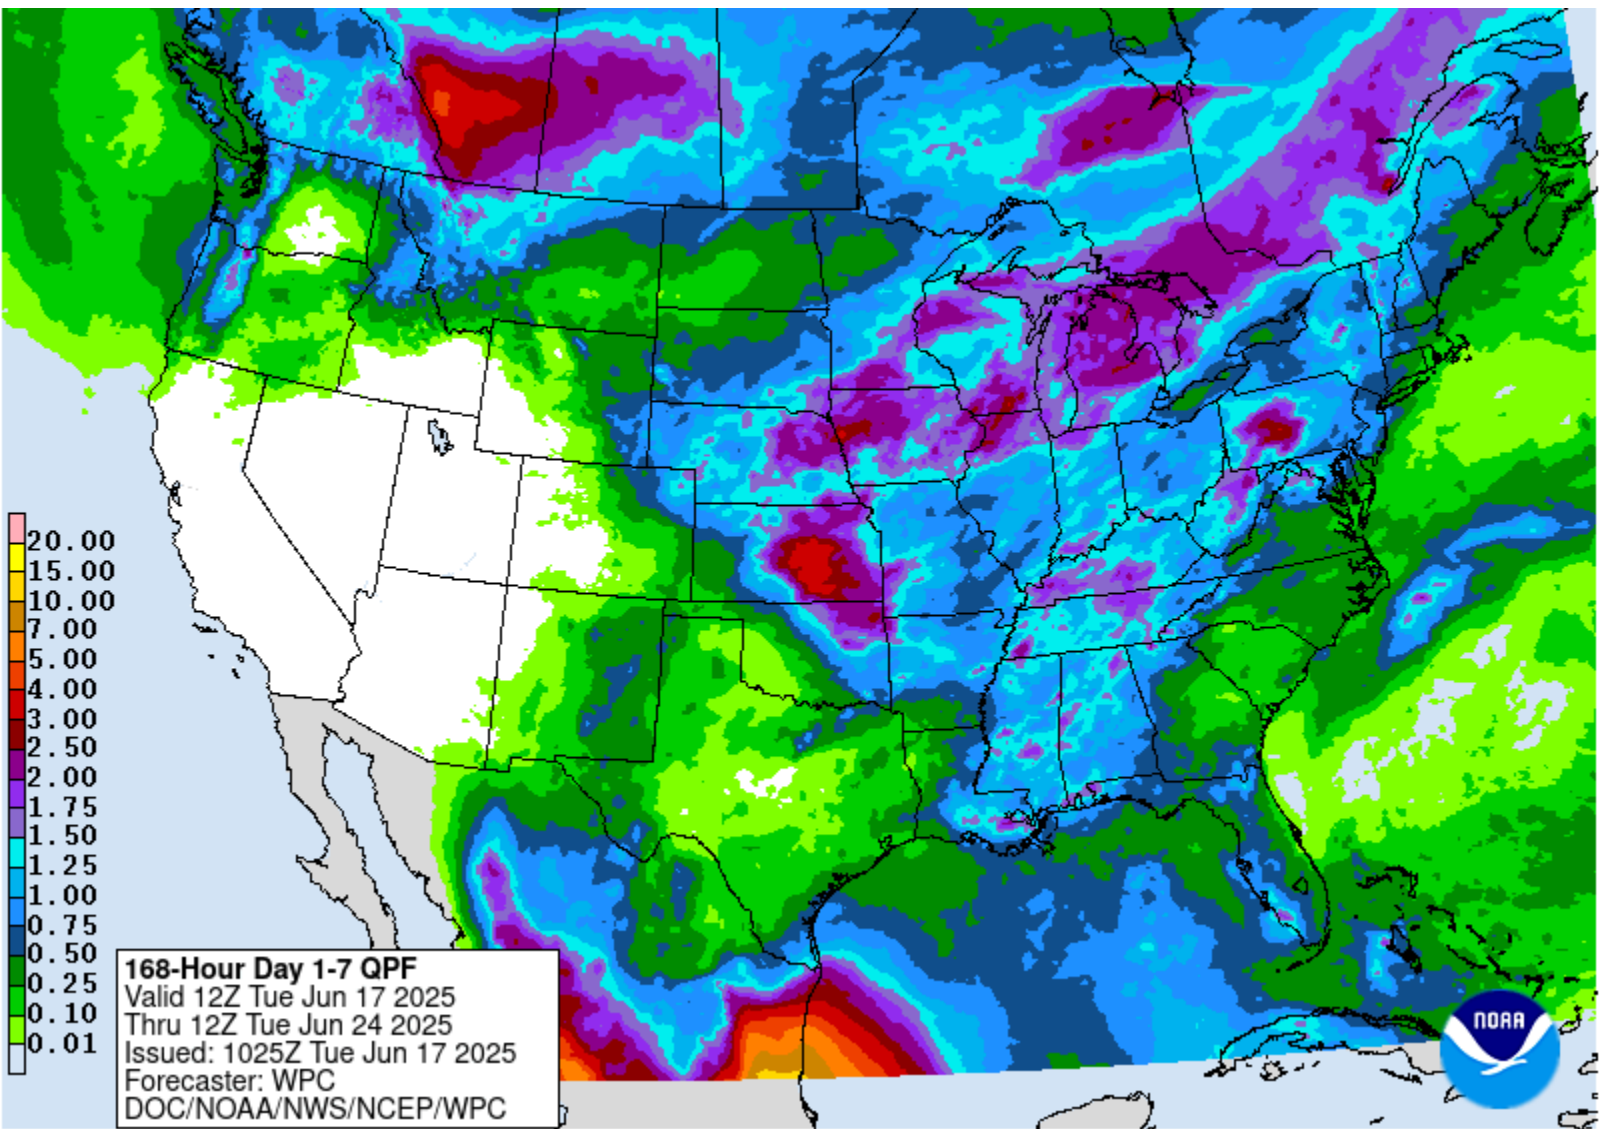 20.00
15.00
10.00
7.00
5.00
4.00
3.00
2.50
2.00
1.75
1.50
1.25
1.00
0.75
0.50
0.25
0.10
0.01
168-Hour Day 1-7 QPF
Valid 12Z Tue Jun 17 2025
Thru 12Z Tue Jun 24 2025
Issued: 1025Z Tue Jun 17 2025
Forecaster: WPC
DOC/NOAA/NWS/NCEP/WPC
NOAA